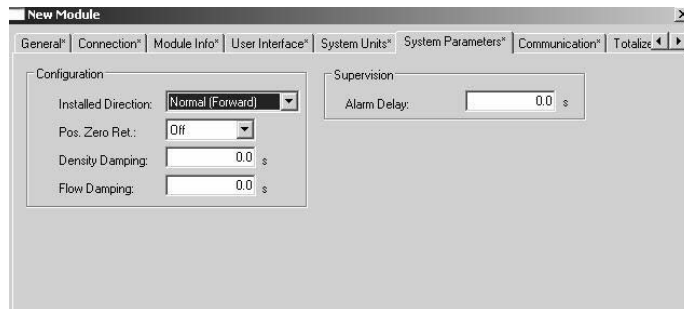 New Module
General* Connection* Module Info* User Interface* System Units* System Parameters* Communication* Totalize
Configuration
Installed Direction: Normal (Forward)
Pos. Zero Ret.: Off
Density Damping: 0.0 s
Flow Damping: 0.0 s
Supervision
Alarm Delay: 0.0 s